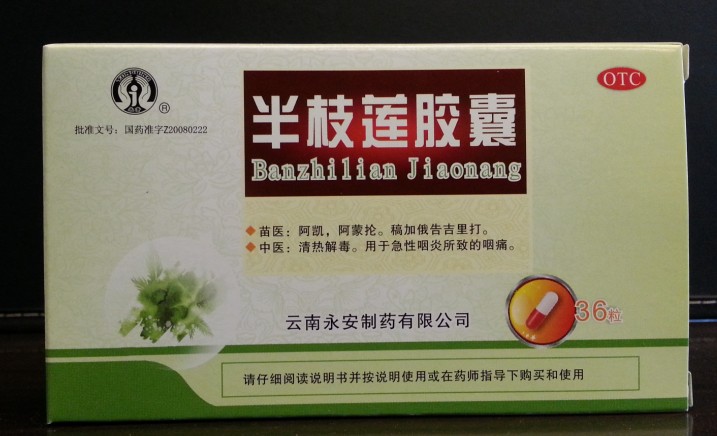 OTC
®
批准文号：国药准字Z20080222
半枝莲胶囊
Banzhilian Jiaonang
苗医：阿凯，阿蒙抡。稿加俄告吉里打。
中医：清热解毒。用于急性咽炎所致的咽痛。
36粒
云南永安制药有限公司
请仔细阅读说明书并按说明使用或在药师指导下购买和使用